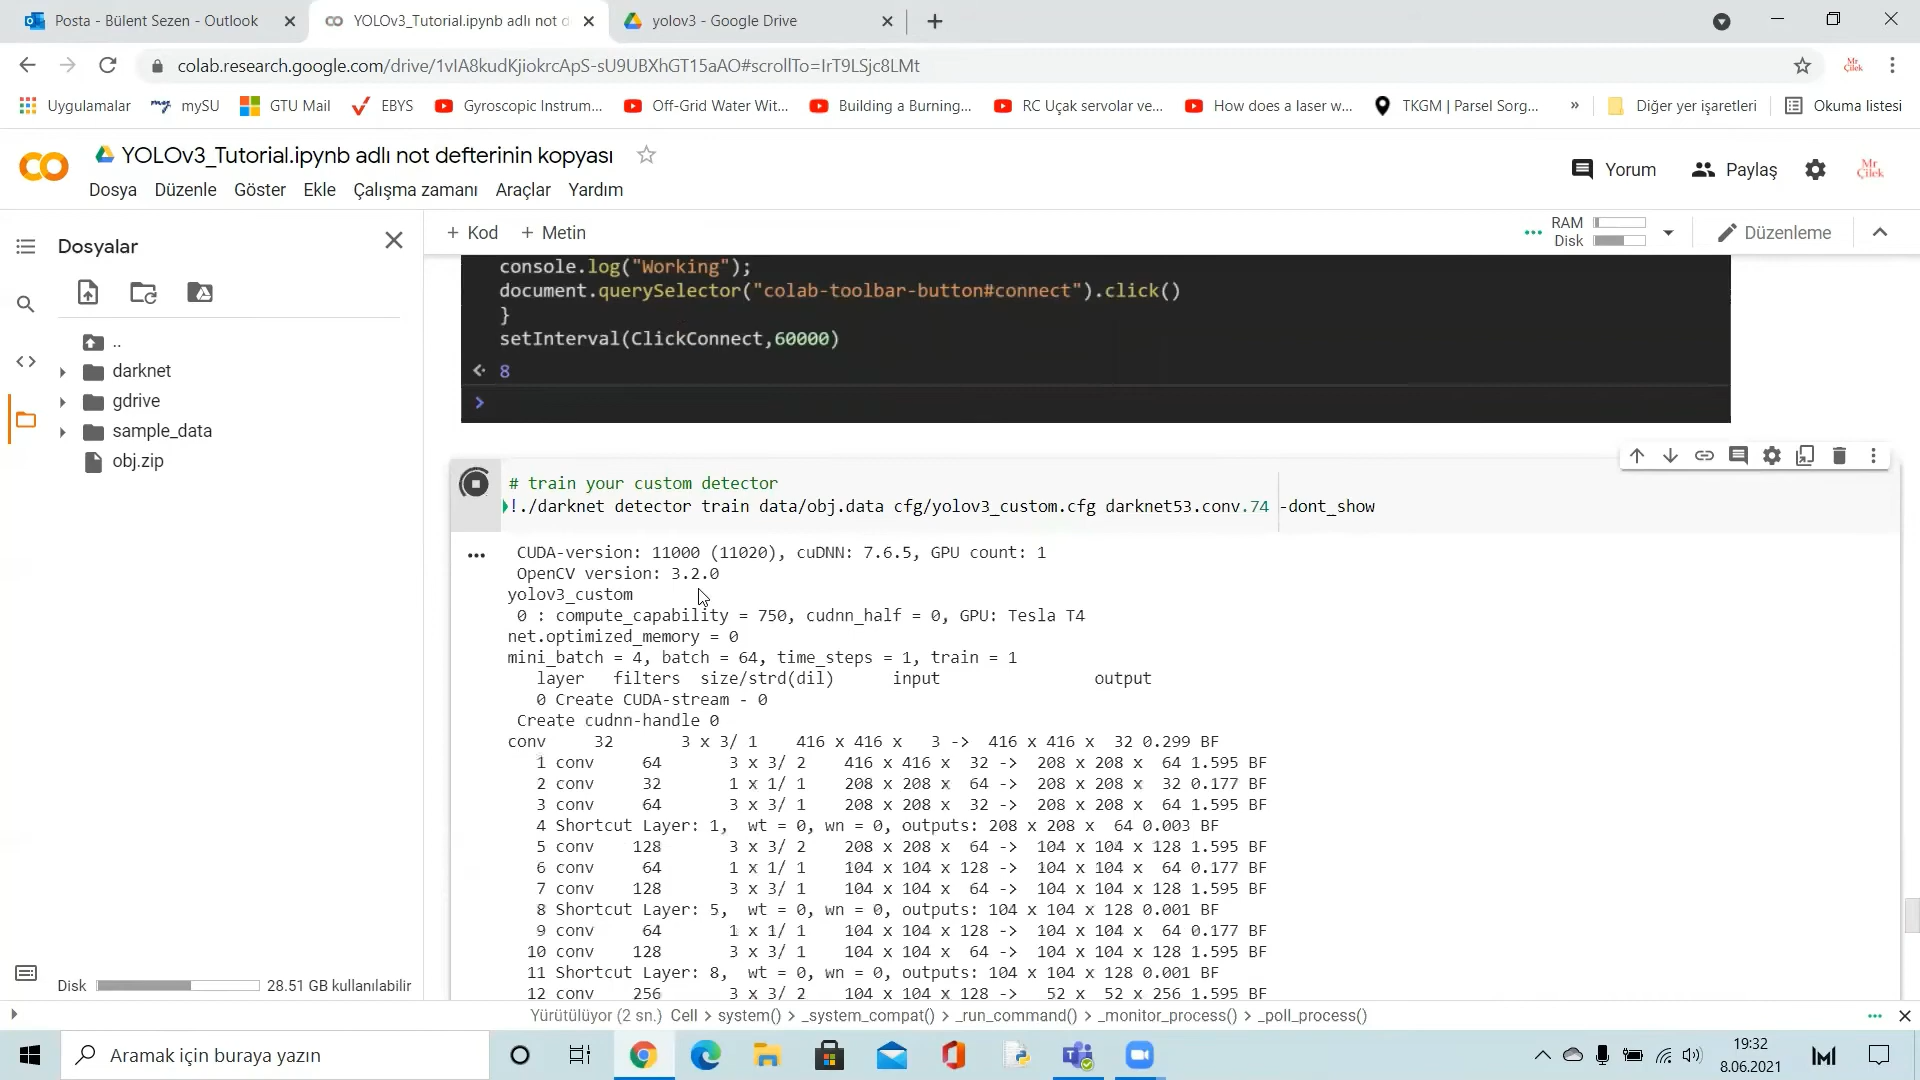 Posta - Bülent Sezen - Outlook
YOLOv3_Tutorial.ipynb adlı not d
yolov3 - Google Drive
colab.research.google.com/drive/1vIA8kudKjiokrcApS-sU9UBXhGT15aAO#scrollTo=IrT9LSjc8LMt
Mr Çilek
Uygulamalar
mySU
GTU Mail
EBYS
Gyroscopic Instrum...
Off-Grid Water Wit...
Building a Burning...
RC Uçak servolar ve...
How does a laser w...
TKGM | Parsel Sorg...
»
Diğer yer işaretleri
Okuma listesi
YOLOv3_Tutorial.ipynb adlı not defterinin kopyası
Dosya Düzenle Göster Ekle Çalışma zamanı Araçlar Yardım
Yorum
Paylaş
Mr Çilek
Dosyalar
+ Kod + Metin
RAM
Disk
Düzenleme
..
darknet
gdrive
sample_data
obj.zip
Disk 28.51 GB kullanılabilir
console.log("Working");
document.querySelector("colab-toolbar-button#connect").click()
}
setInterval(ClickConnect,60000)
8
>
# train your custom detector
!./darknet detector train data/obj.data cfg/yolov3_custom.cfg darknet53.conv.74 -dont_show
CUDA-version: 11000 (11020), cuDNN: 7.6.5, GPU count: 1
OpenCV version: 3.2.0
yolov3_custom
0 : compute_capability = 750, cudnn_half = 0, GPU: Tesla T4
net.optimized_memory = 0
mini_batch = 4, batch = 64, time_steps = 1, train = 1
layer filters size/strd(dil) input output
0 Create CUDA-stream - 0
Create cudnn-handle 0
conv 32 3 x 3/ 1 416 x 416 x 3 -> 416 x 416 x 32 0.299 BF
1 conv 64 3 x 3/ 2 416 x 416 x 32 -> 208 x 208 x 64 1.595 BF
2 conv 32 1 x 1/ 1 208 x 208 x 64 -> 208 x 208 x 32 0.177 BF
3 conv 64 3 x 3/ 1 208 x 208 x 32 -> 208 x 208 x 64 1.595 BF
4 Shortcut Layer: 1, wt = 0, wn = 0, outputs: 208 x 208 x 64 0.003 BF
5 conv 128 3 x 3/ 2 208 x 208 x 64 -> 104 x 104 x 128 1.595 BF
6 conv 64 1 x 1/ 1 104 x 104 x 128 -> 104 x 104 x 64 0.177 BF
7 conv 128 3 x 3/ 1 104 x 104 x 64 -> 104 x 104 x 128 1.595 BF
8 Shortcut Layer: 5, wt = 0, wn = 0, outputs: 104 x 104 x 128 0.001 BF
9 conv 64 1 x 1/ 1 104 x 104 x 128 -> 104 x 104 x 64 0.177 BF
10 conv 128 3 x 3/ 1 104 x 104 x 64 -> 104 x 104 x 128 1.595 BF
11 Shortcut Layer: 8, wt = 0, wn = 0, outputs: 104 x 104 x 128 0.001 BF
12 conv 256 3 x 3/ 2 104 x 104 x 128 -> 52 x 52 x 256 1.595 BF
Yürütülüyor (2 sn.) Cell > system() > _system_compat() > _run_command() > _monitor_process() > _poll_process()
Aramak için buraya yazın
19:32
8.06.2021